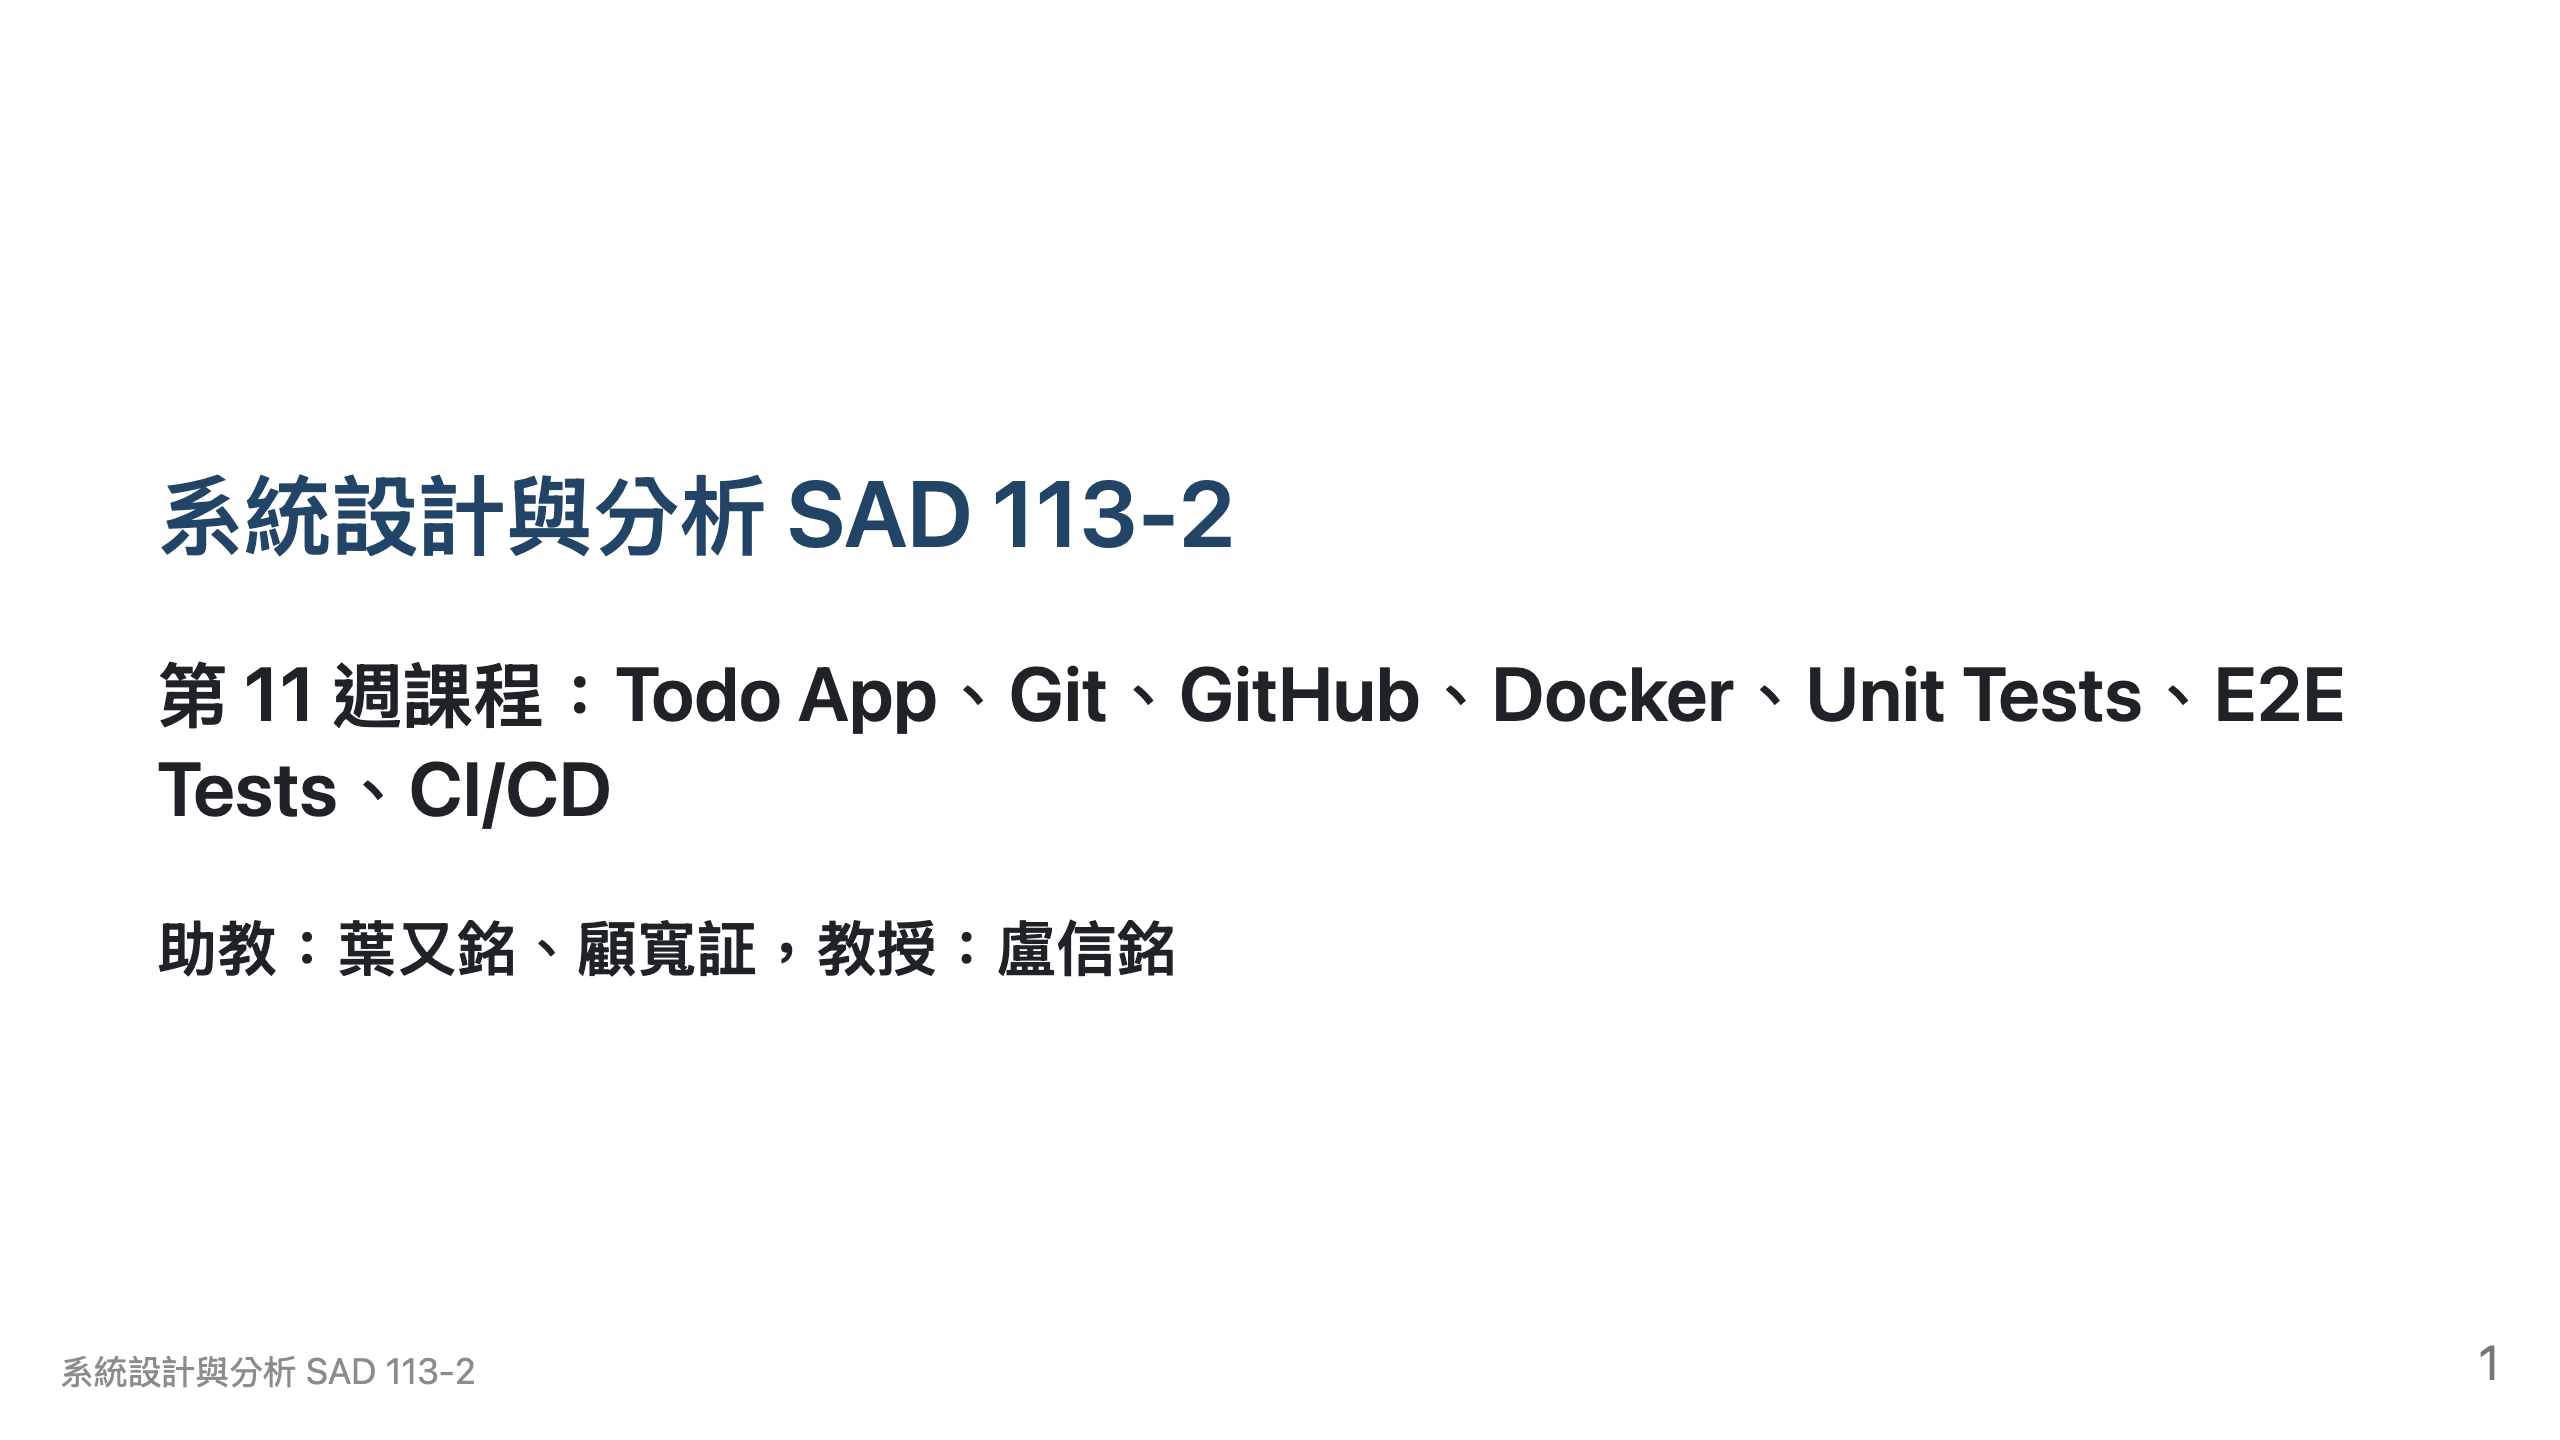 系統設計與分析 SAD 113-2
第 11 週課程：Todo App、Git、GitHub、Docker、Unit Tests、E2E
Tests、CI/CD
助教：葉又銘、顧寬証，教授：盧信銘
系統設計與分析 SAD 113-2
1